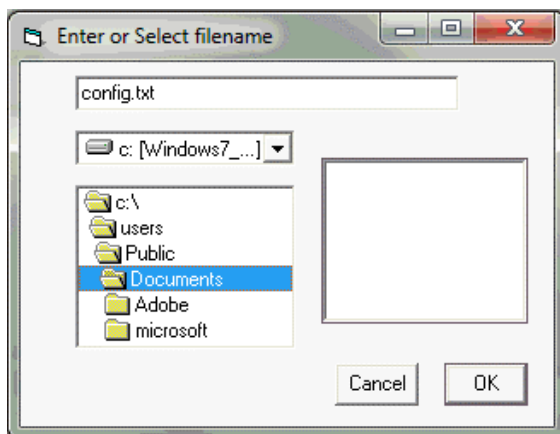 Enter or Select filename
config.txt
c: [Windows7_...]
c:\
users
Public
Documents
Adobe
microsoft
Cancel
OK